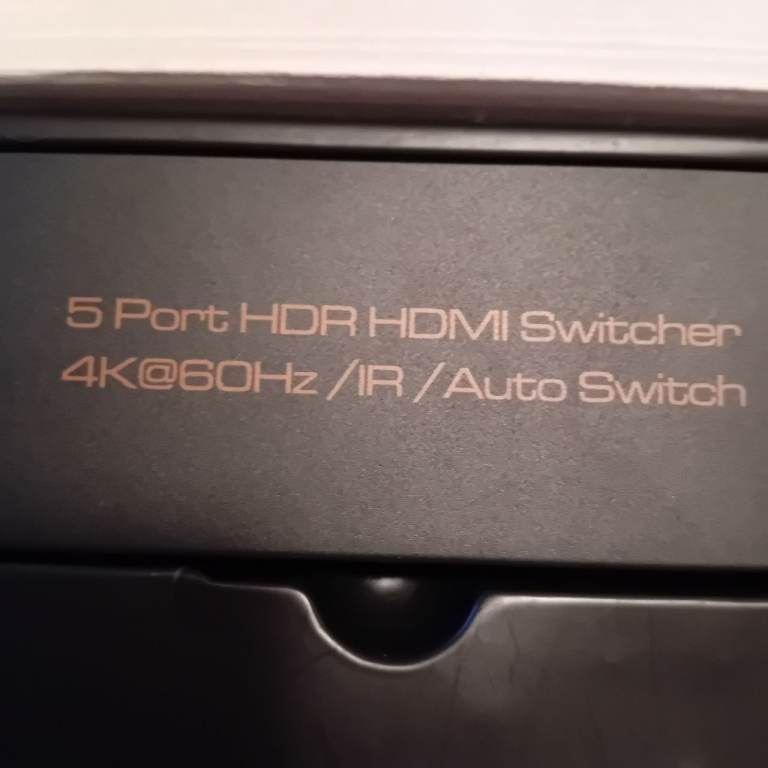 5 Port HDR HDMI Switcher
4K@60Hz /IR /Auto Switch